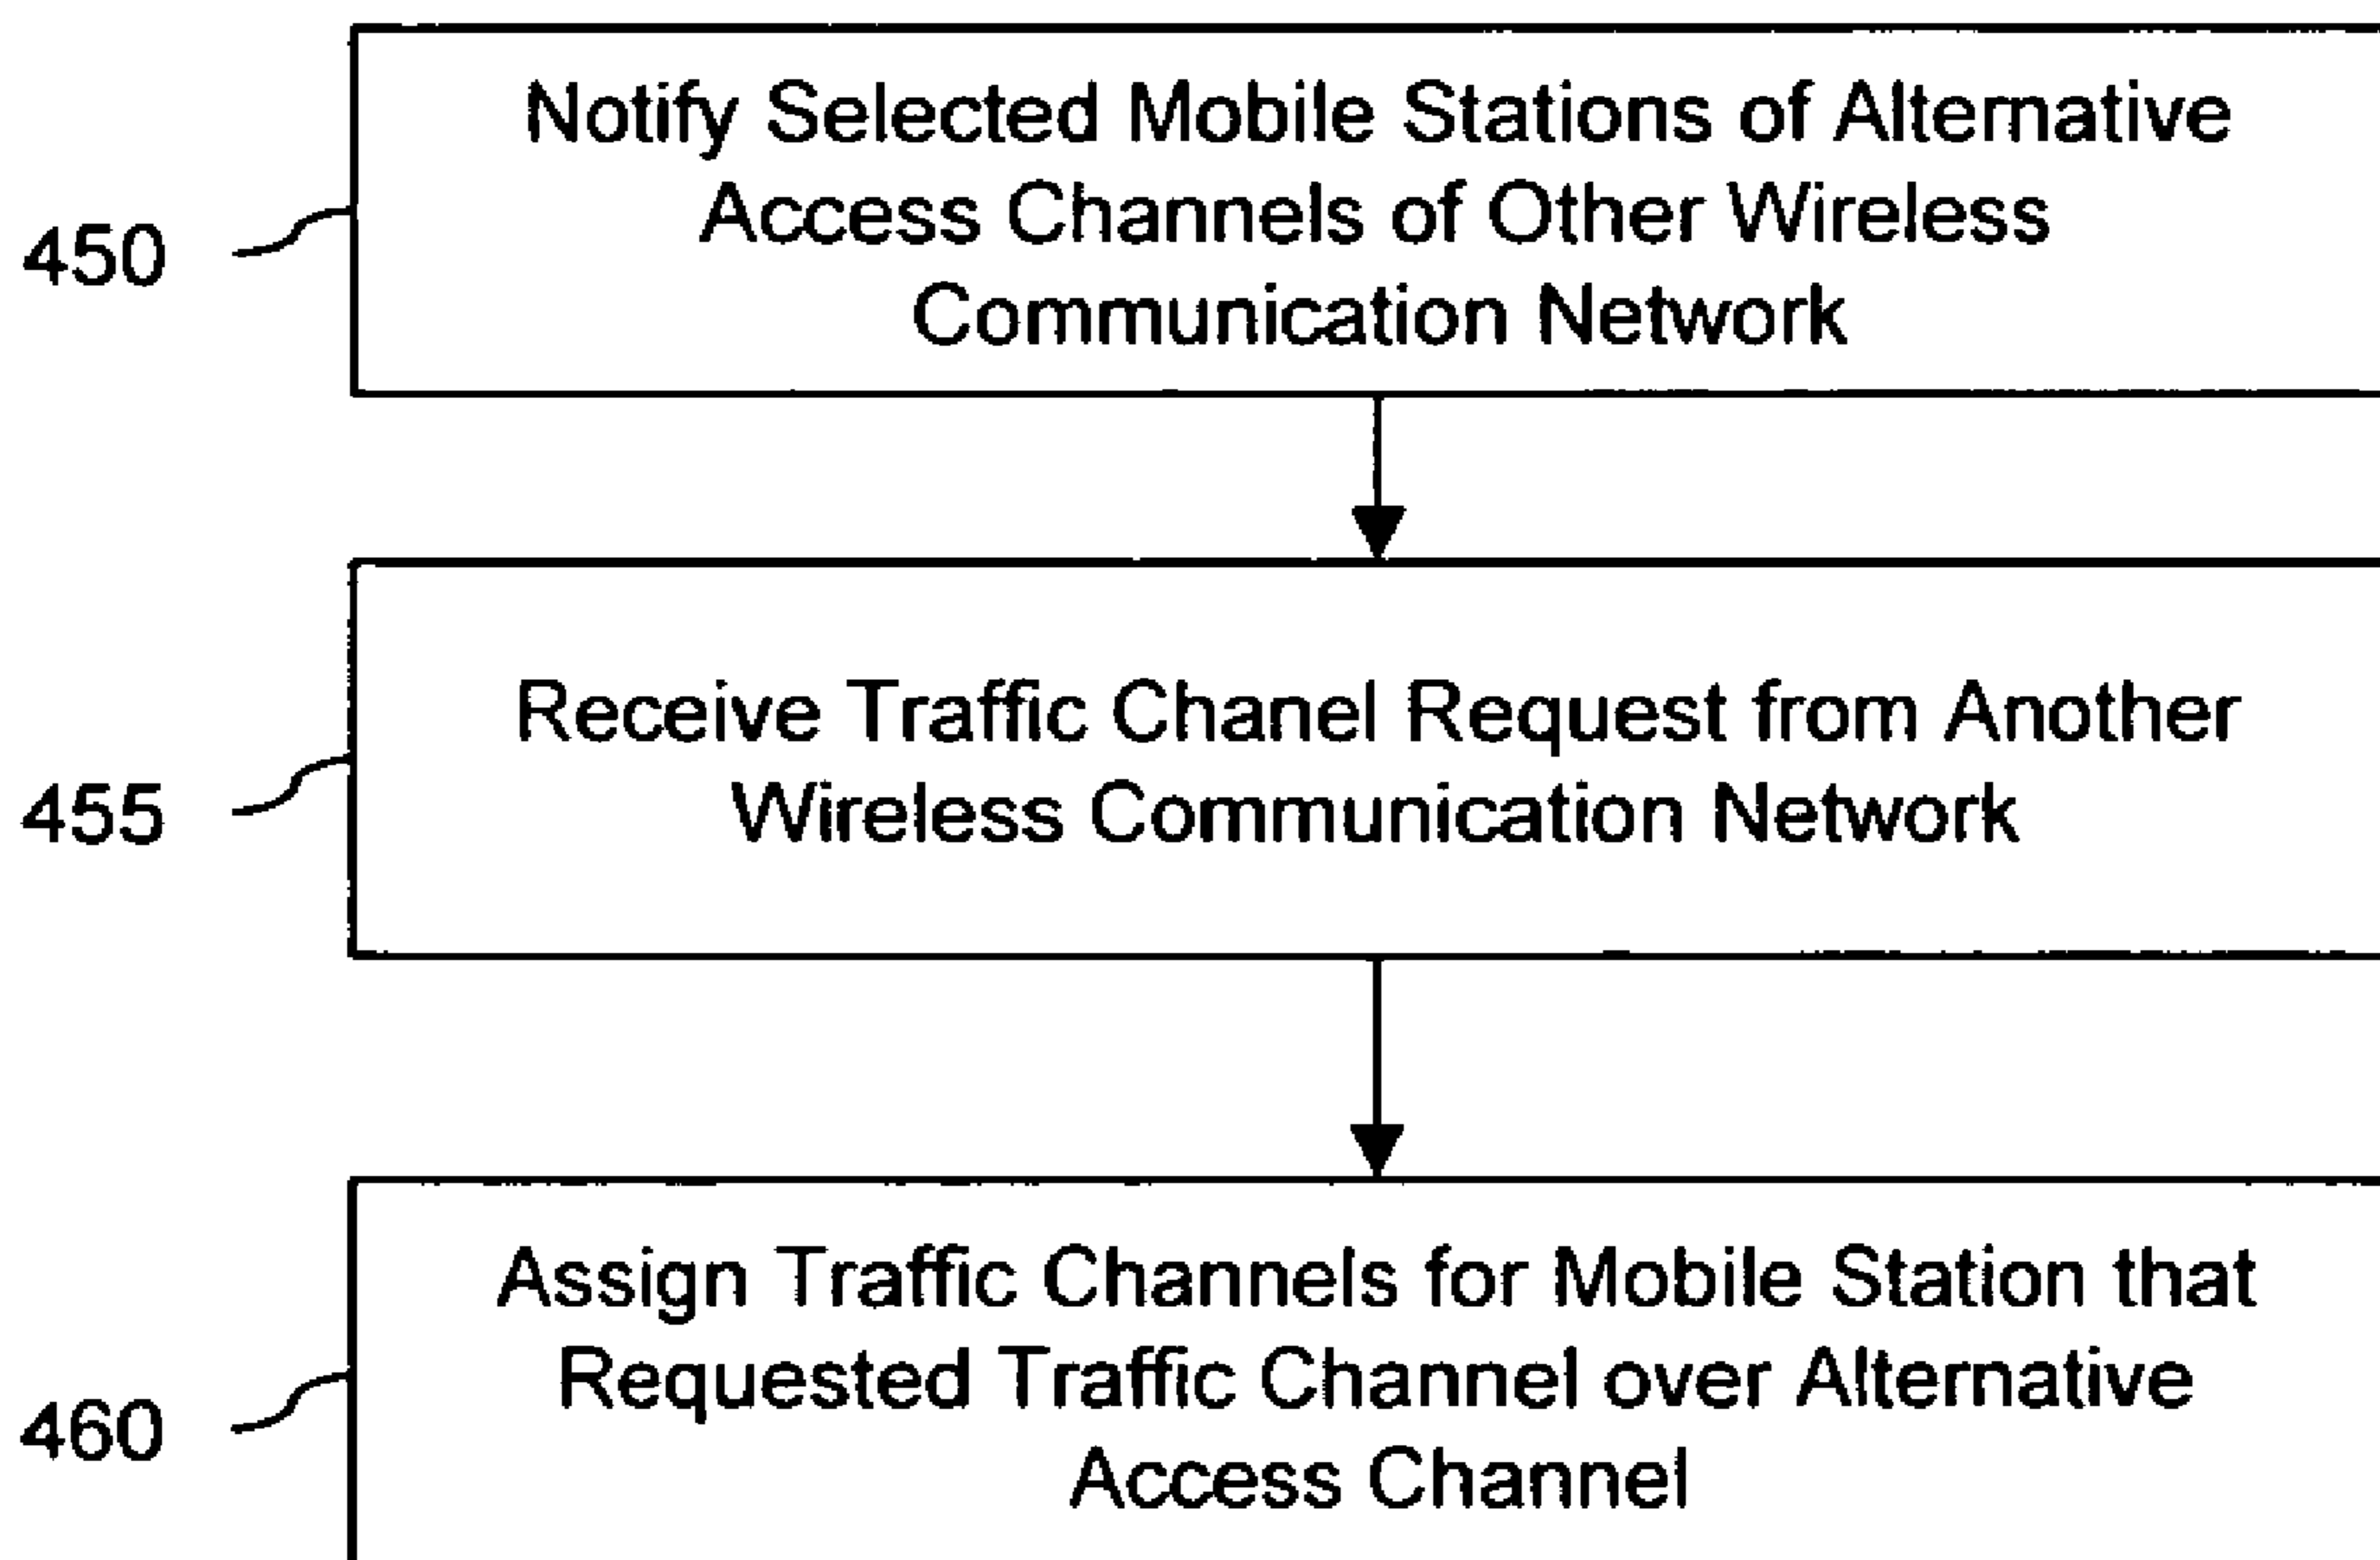 Notify Selected Mobile Stations of Alternative
Access Channels of Other Wireless
Communication Network
450
Receive Traffic Chanel Request from Another
Wireless Communication Network
455
Assign Traffic Channels for Mobile Station that
Requested Traffic Channel over Alternative
Access Channel
460